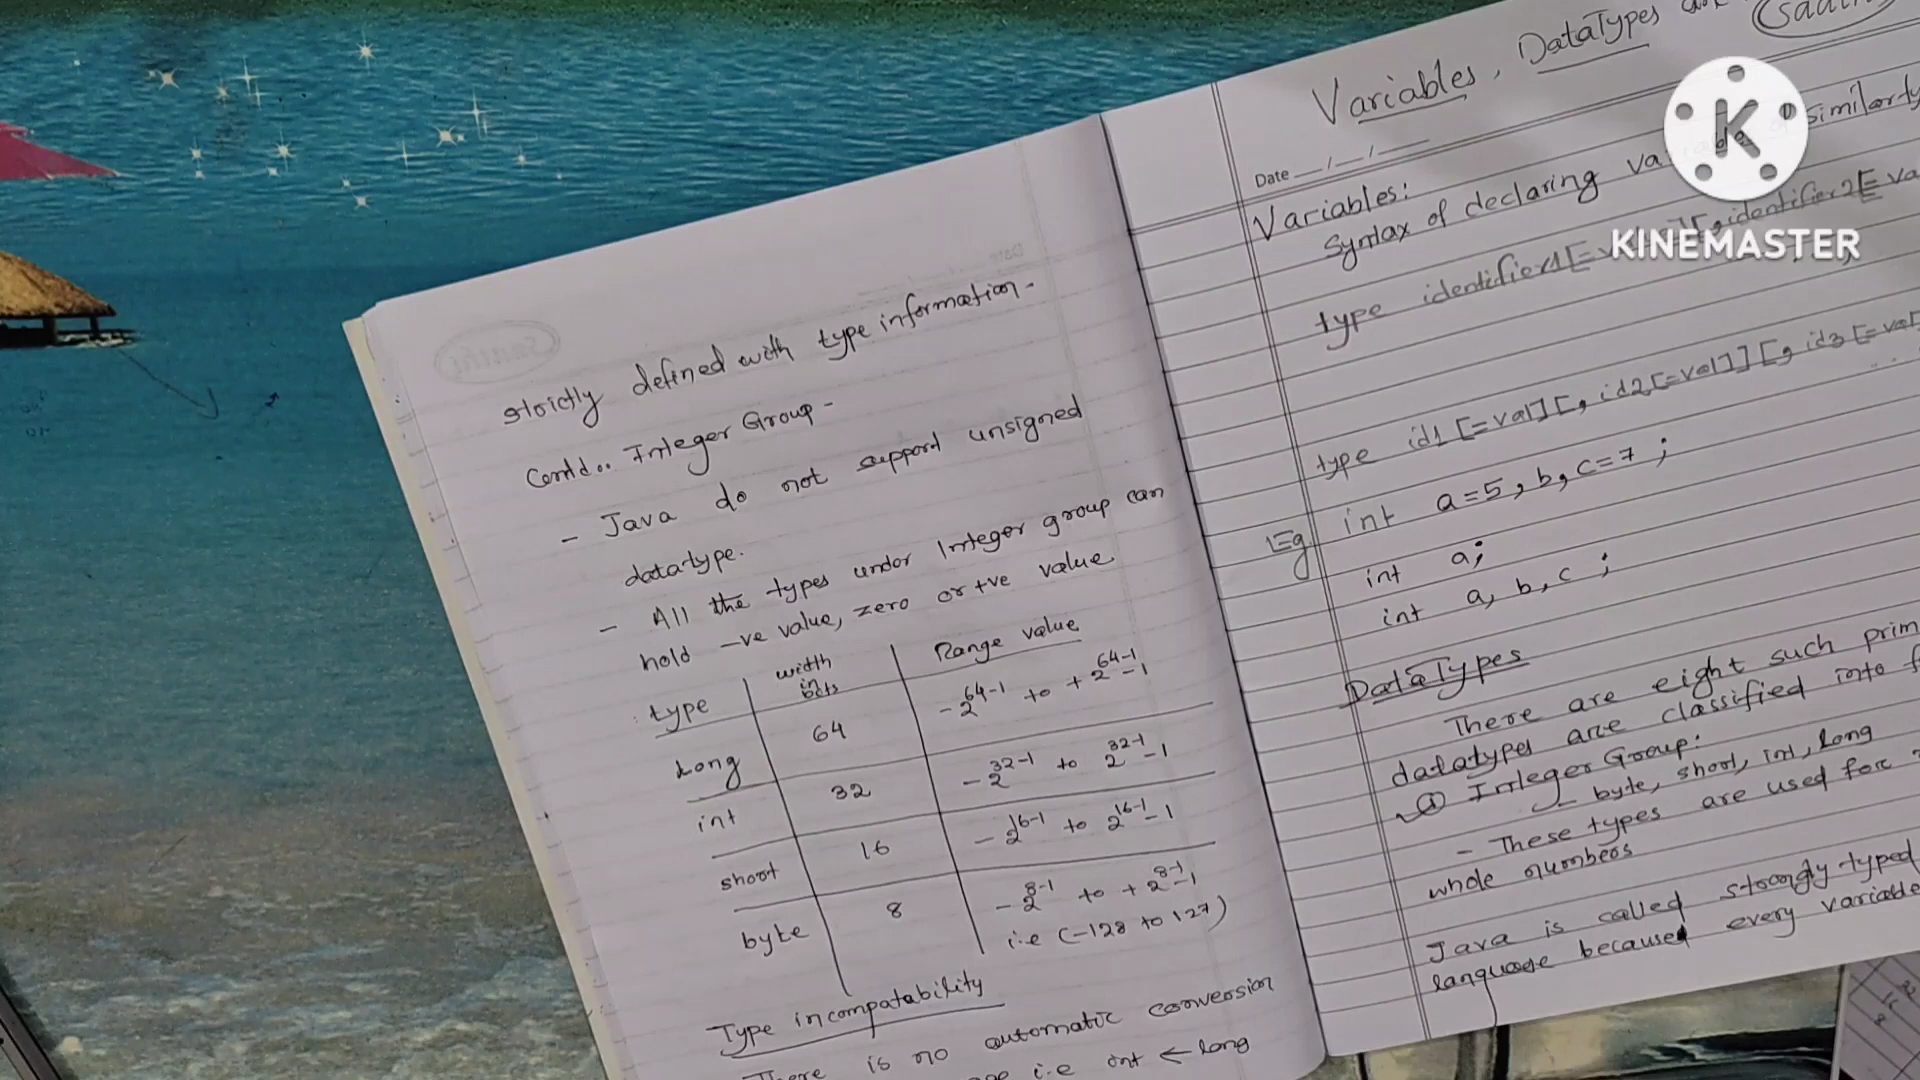 strictly defined with type information-
Contd.. Integer Group -
- Java do not support unsigned
datatype.
- All the types under Integer group can
hold -ve value, zero or +ve value
type | width in bits | Range value
Long | 64 | -2^64-1 to +2^64-1 -1
int | 32 | -2^32-1 to 2^32-1 -1
short | 16 | -2^16-1 to 2^16-1 -1
byte | 8 | -2^8-1 to +2^8-1 -1
i.e (-128 to 127)
Type incompatability
There is no automatic conversion
i.e int ← long
Variables, DataTypes
Date __/__/__
Variables:
Syntax of declaring
type identifier1[= identifier2[=
type id1 [=val][, id2[=val]][, id3[=val
Eg. int a=5, b, c=7 ;
int a;
int a, b, c ;
DataTypes
There are eight such
datatypes are classified into
① Integer Group:
- byte, short, int, Long
- These types are used for
whole numbers
Java is called strongly typed
language because every variable
KINEMASTER